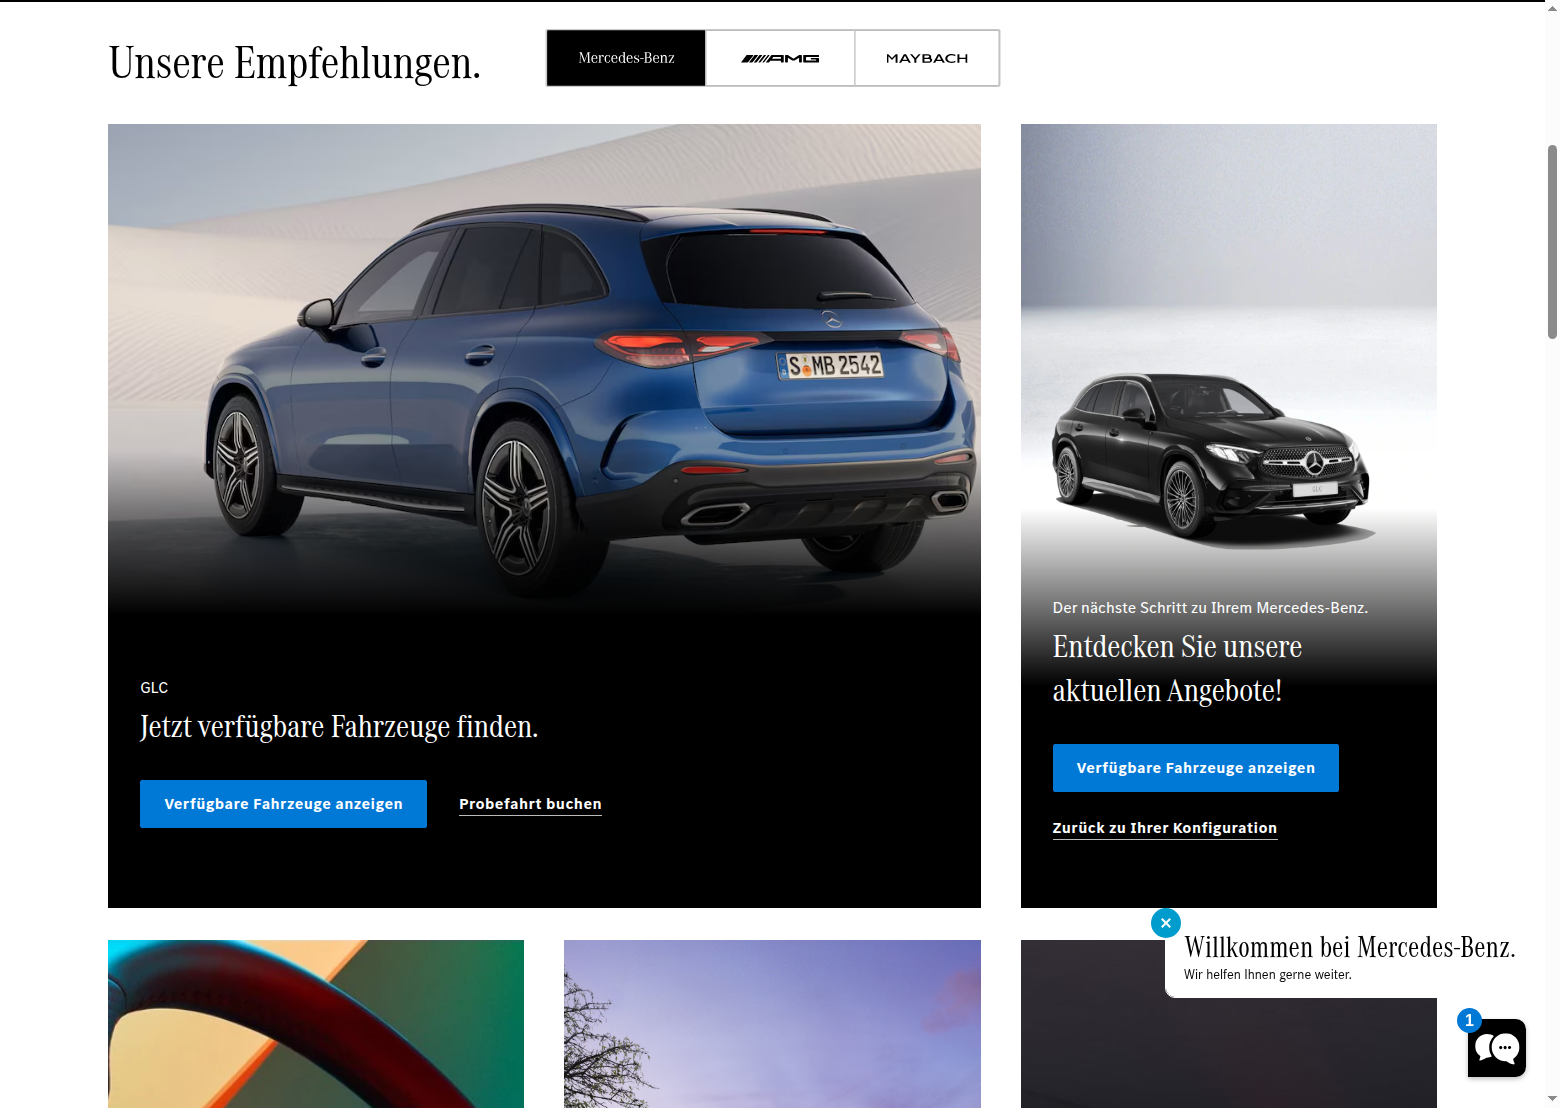 Unsere Empfehlungen.
Mercedes-Benz
AMG
MAYBACH
S MB 2542
GLC
Jetzt verfügbare Fahrzeuge finden.
Verfügbare Fahrzeuge anzeigen
Probefahrt buchen
GLC
Der nächste Schritt zu Ihrem Mercedes-Benz.
Entdecken Sie unsere
aktuellen Angebote!
Verfügbare Fahrzeuge anzeigen
Zurück zu Ihrer Konfiguration
Willkommen bei Mercedes-Benz.
Wir helfen Ihnen gerne weiter.
1